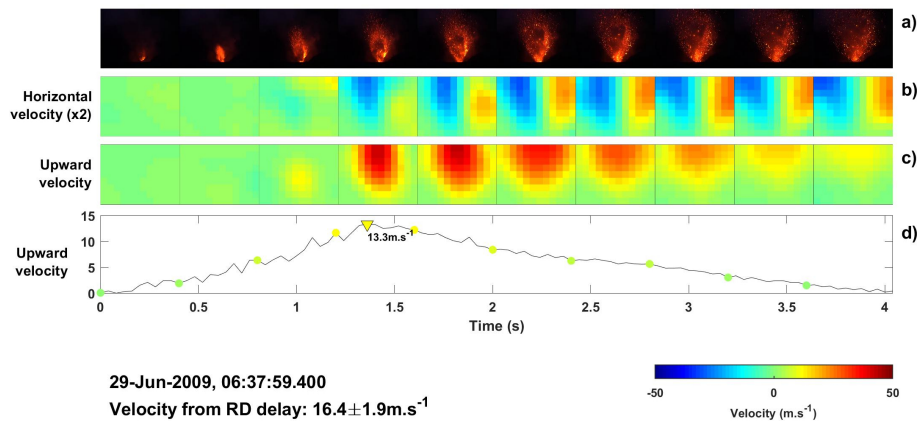 a)
Horizontal
velocity (x2)
b)
Upward
velocity
c)
15
10
5
0
Upward
velocity
13.3m.s-1
d)
0 0.5 1 1.5 2 2.5 3 3.5 4
Time (s)
29-Jun-2009, 06:37:59.400
Velocity from RD delay: 16.4±1.9m.s-1
-50 0 50
Velocity (m.s-1)